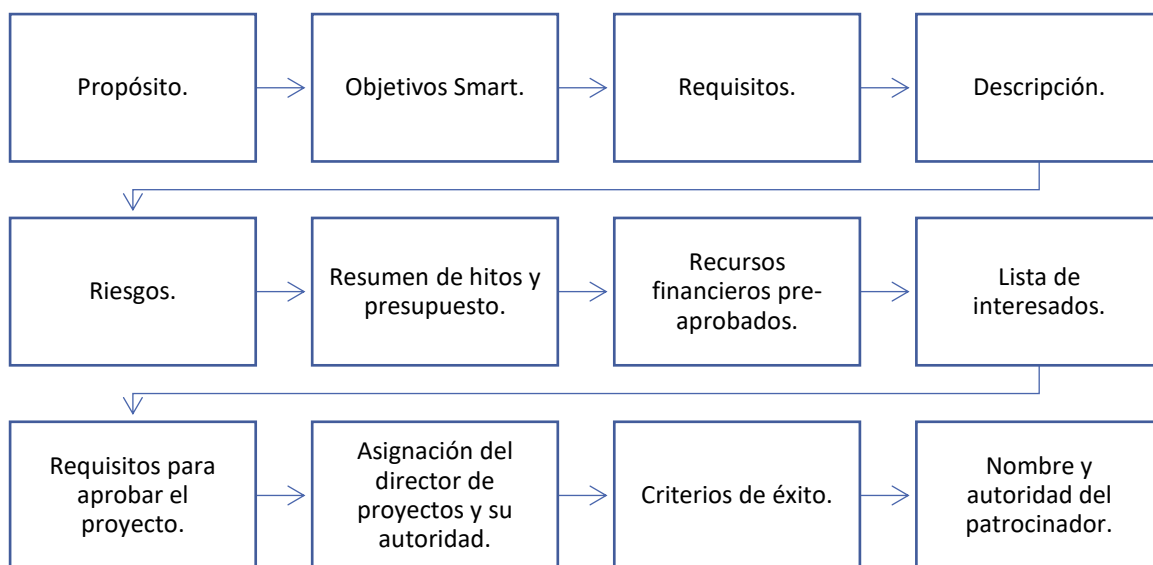 Propósito.
Objetivos Smart.
Requisitos.
Descripción.
Riesgos.
Resumen de hitos y
presupuesto.
Recursos
financieros pre-
aprobados.
Lista de
interesados.
Requisitos para
aprobar el
proyecto.
Asignación del
director de
proyectos y su
autoridad.
Criterios de éxito.
Nombre y
autoridad del
patrocinador.